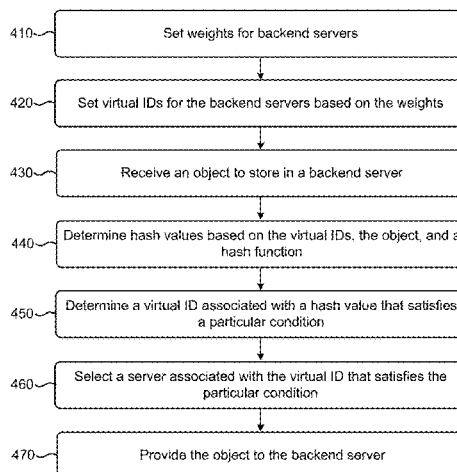 410 Set weights for backend servers
420 Set virtual IDs for the backend servers based on the weights
430 Receive an object to store in a backend server
440 Determine hash values based on the virtual IDs, the object, and a
hash function
450 Determine a virtual ID associated with a hash value that satisfies
a particular condition
460 Select a server associated with the virtual ID that satisfies the
particular condition
470 Provide the object to the backend server